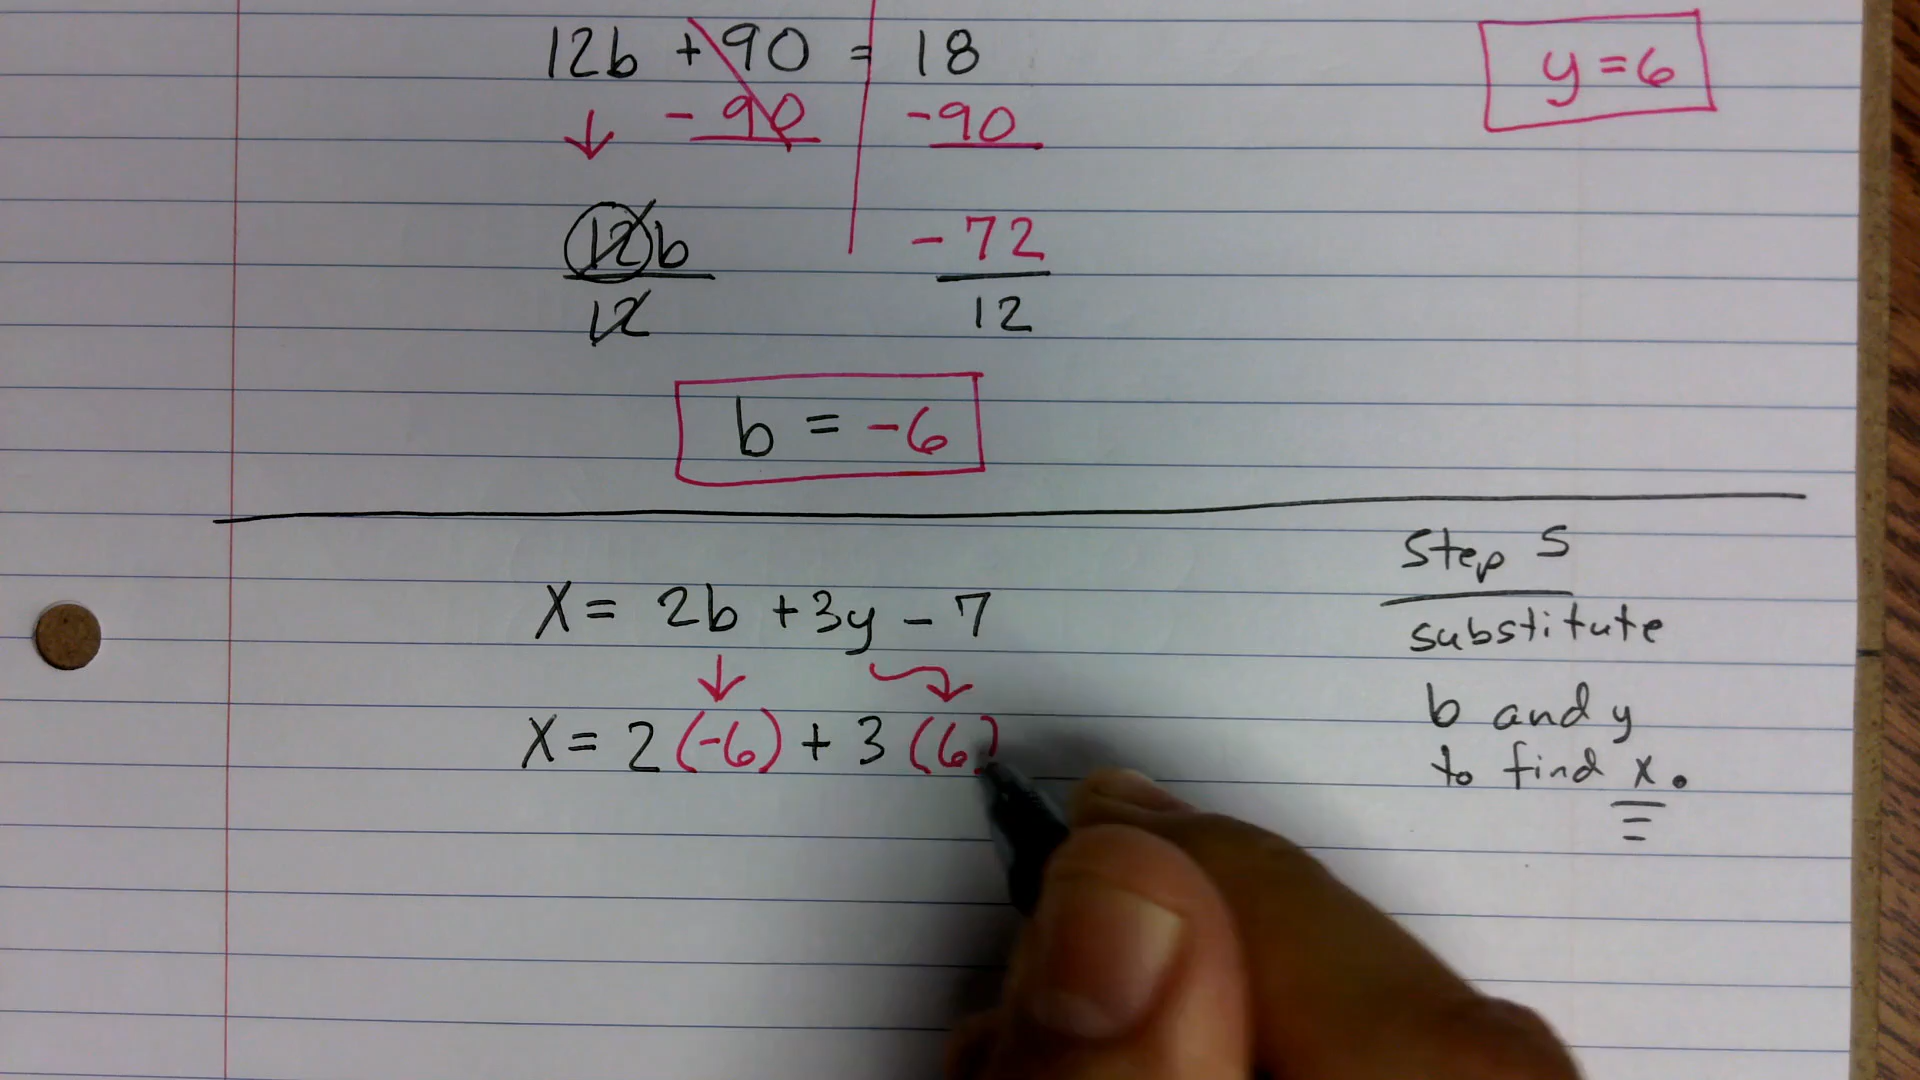 12b + 90 = 18
y = 6
- 90 -90
12b -72
12 12
b = -6
Step 5
X = 2b + 3y - 7
substitute
b and y
X = 2 (-6) + 3 (6)
to find x.